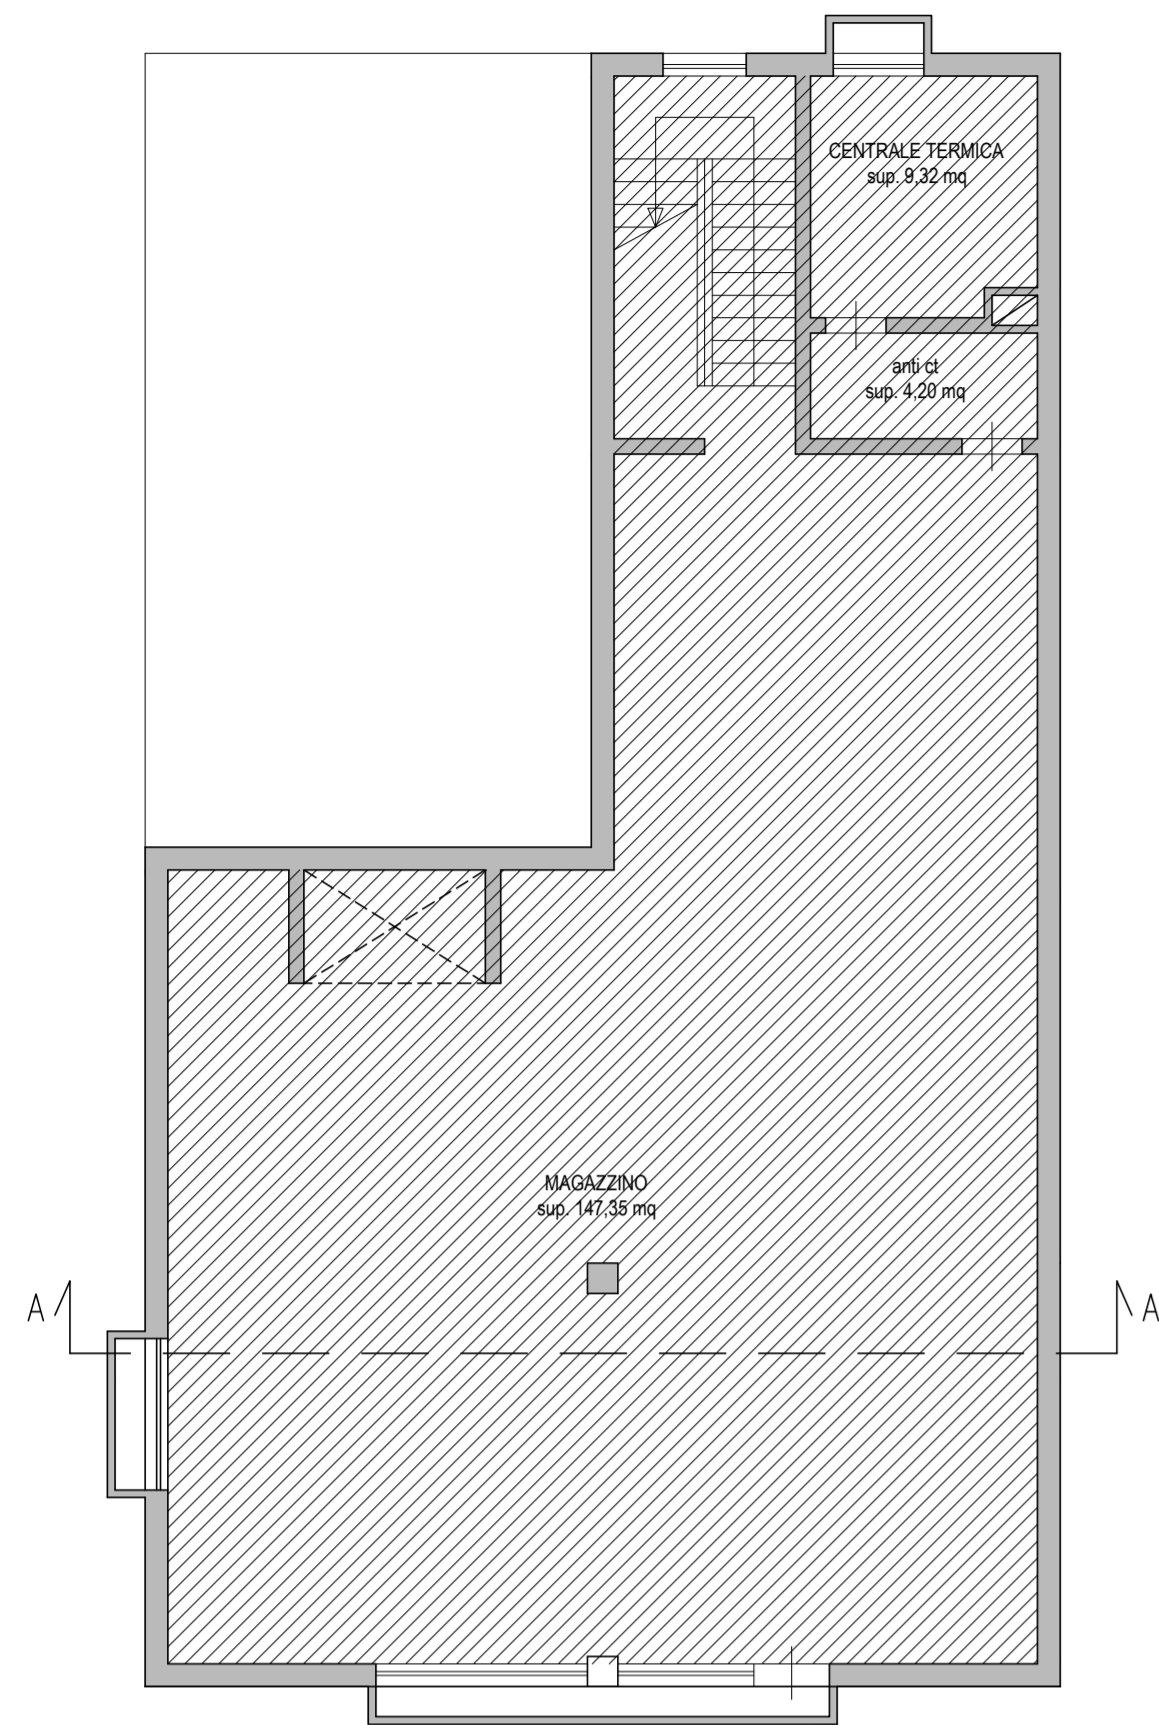 CENTRALE TERMICA
sup. 9,32 mq
anti ct
sup. 4,20 mq
MAGAZZINO
sup. 147,35 mq
A
A